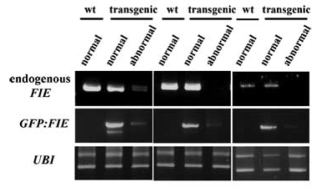 wt transgenic wt transgenic wt transgenic
normal normal abnormal normal normal abnormal normal normal abnormal
endogenous
FIE
GFP:FIE
UBI